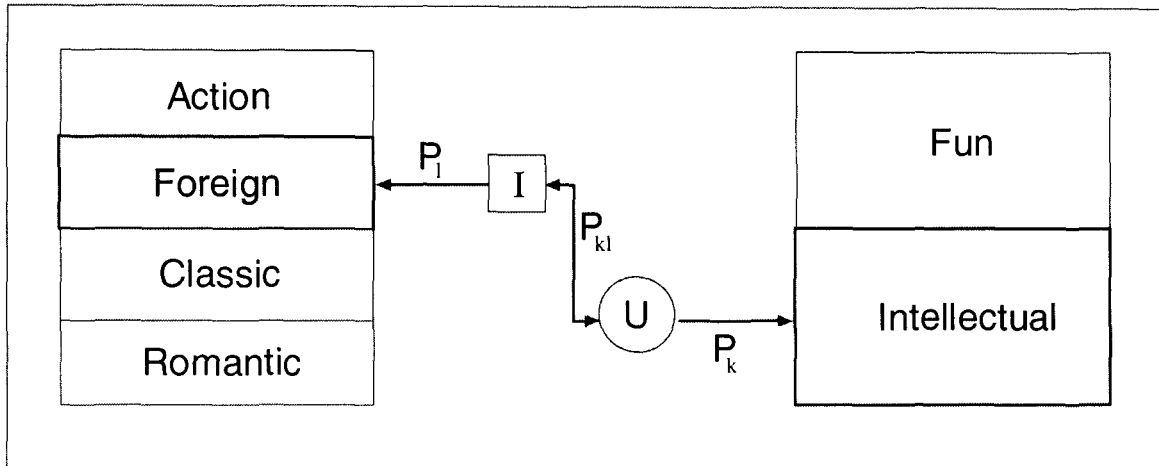 Action
Foreign
Classic
Romantic
P_l
I
P_kl
U
P_k
Fun
Intellectual